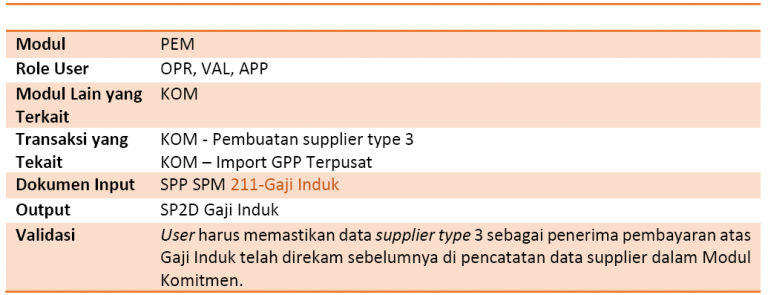 Modul PEM
Role User OPR, VAL, APP
Modul Lain yang KOM
Terkait
Transaksi yang KOM - Pembuatan supplier type 3
Tekait KOM – Import GPP Terpusat
Dokumen Input SPP SPM 211-Gaji Induk
Output SP2D Gaji Induk
Validasi User harus memastikan data supplier type 3 sebagai penerima pembayaran atas
Gaji Induk telah direkam sebelumnya di pencatatan data supplier dalam Modul
Komitmen.